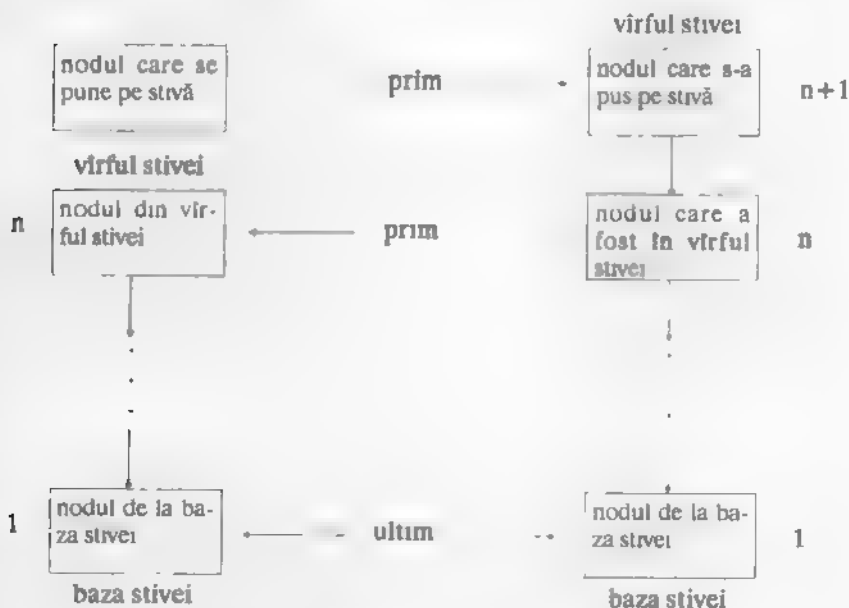 vîrful stivei
nodul care se
pune pe stivă
prim
nodul care s-a
pus pe stivă
n+1
vîrful stivei
n
nodul din vîr-
ful stivei
prim
nodul care a
fost în vîrful
stivei
n
1
nodul de la ba-
za stivei
ultim
nodul de la ba-
za stivei
1
baza stivei
baza stivei